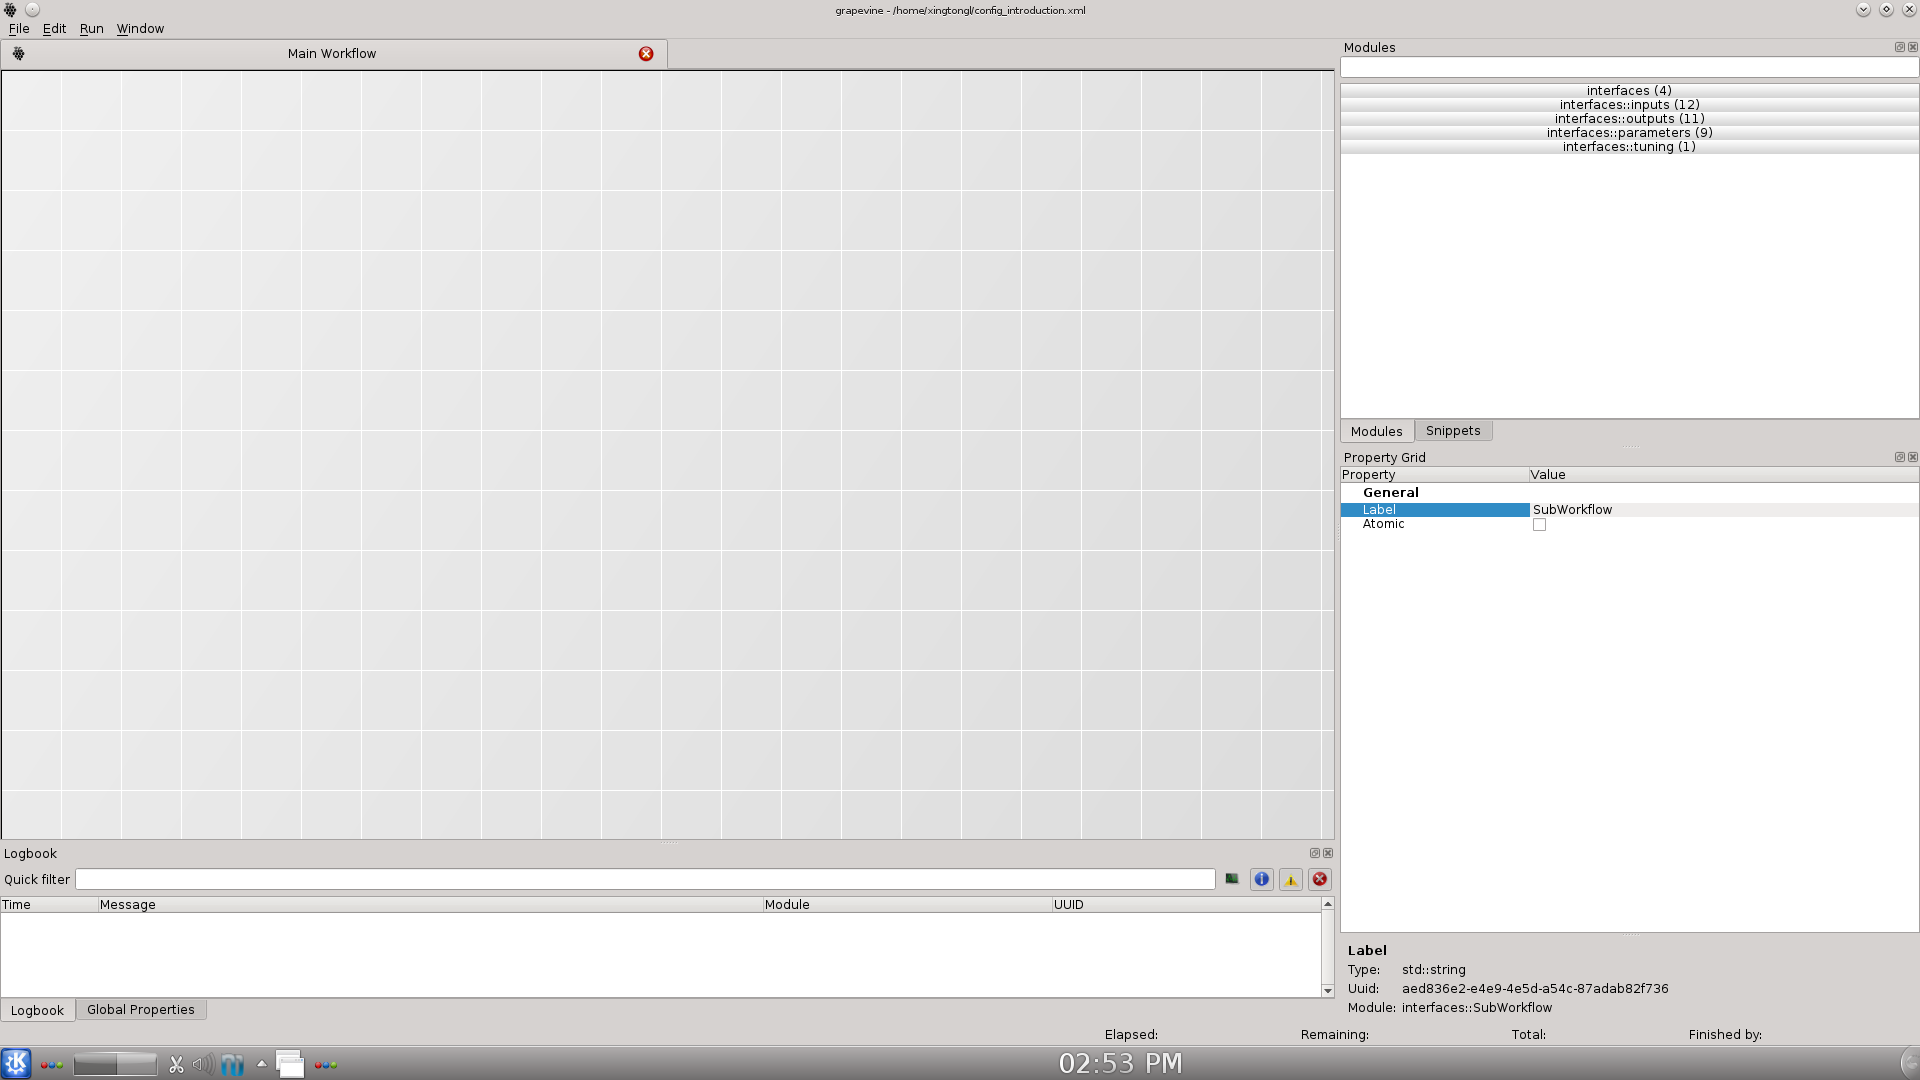 grapevine - /home/xingtongl/config_introduction.xml
File Edit Run Window
Main Workflow
Modules
interfaces (4)
interfaces::inputs (12)
interfaces::outputs (11)
interfaces::parameters (9)
interfaces::tuning (1)
Modules Snippets
Property Grid
Property Value
General
Label SubWorkflow
Atomic
Logbook
Quick filter
Time Message Module UUID
Logbook Global Properties
Label
Type: std::string
Uuid: aed836e2-e4e9-4e5d-a54c-87adab82f736
Module: interfaces::SubWorkflow
Elapsed: Remaining: Total: Finished by:
02:53 PM